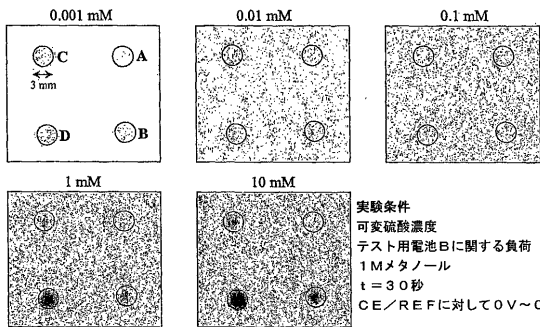 0.001 mM
0.01 mM
0.1 mM
C
A
3 mm
D
B
1 mM
10 mM
実験条件
可変硫酸濃度
テスト用電池Bに関する負荷
1Mメタノール
t=30秒
CE/REFに対して0V~0